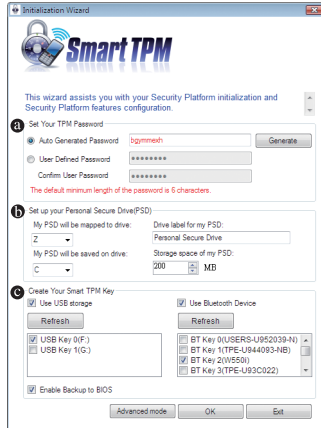 Initialization Wizard
Smart TPM
This wizard assists you with your Security Platform initialization and
Security Platform features configuration.
a Set Your TPM Password
Auto Generated Password bgymmexh Generate
User Defined Password ●●●●●●●●
Confirm User Password ●●●●●●●●
The default minimum length of the password is 6 characters.
b Set up your Personal Secure Drive(PSD)
My PSD will be mapped to drive: Drive label for my PSD:
Z Personal Secure Drive
My PSD will be saved on drive: Storage space of my PSD:
C 200 MB
c Create Your Smart TPM Key
Use USB storage Use Bluetooth Device
Refresh Refresh
USB Key 0(F:) BT Key 0(USERS-U952039-N)
USB Key 1(G:) BT Key 1(TPE-U944093-NB)
BT Key 2(W550i)
BT Key 3(TPE-U93C022)
Enable Backup to BIOS
Advanced mode OK Exit